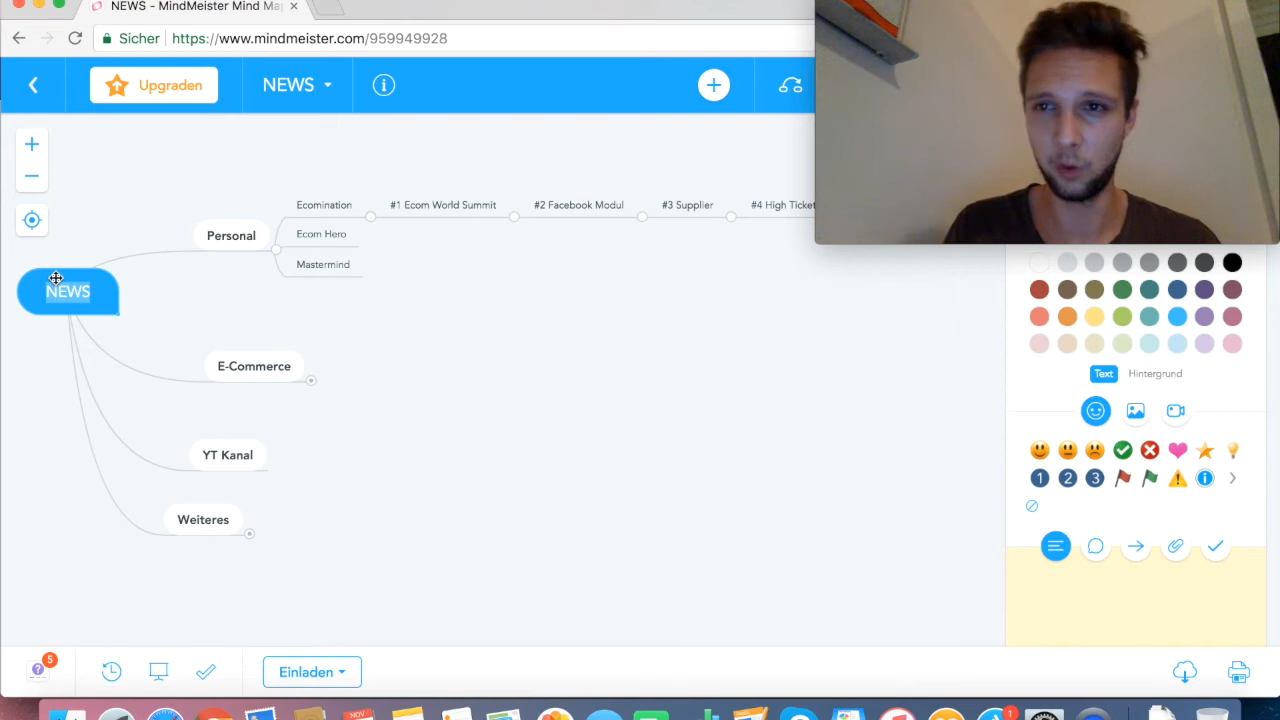 NEWS - MindMeister Mind Ma
Sicher
https://www.mindmeister.com/959949928
Upgraden
NEWS
Ecomination
#1 Ecom World Summit
#2 Facebook Modul
#3 Supplier
#4 High Ticket
Personal
Ecom Hero
Mastermind
NEWS
E-Commerce
YT Kanal
Weiteres
Text
Hintergrund
1
2
3
5
Einladen
NOV
1